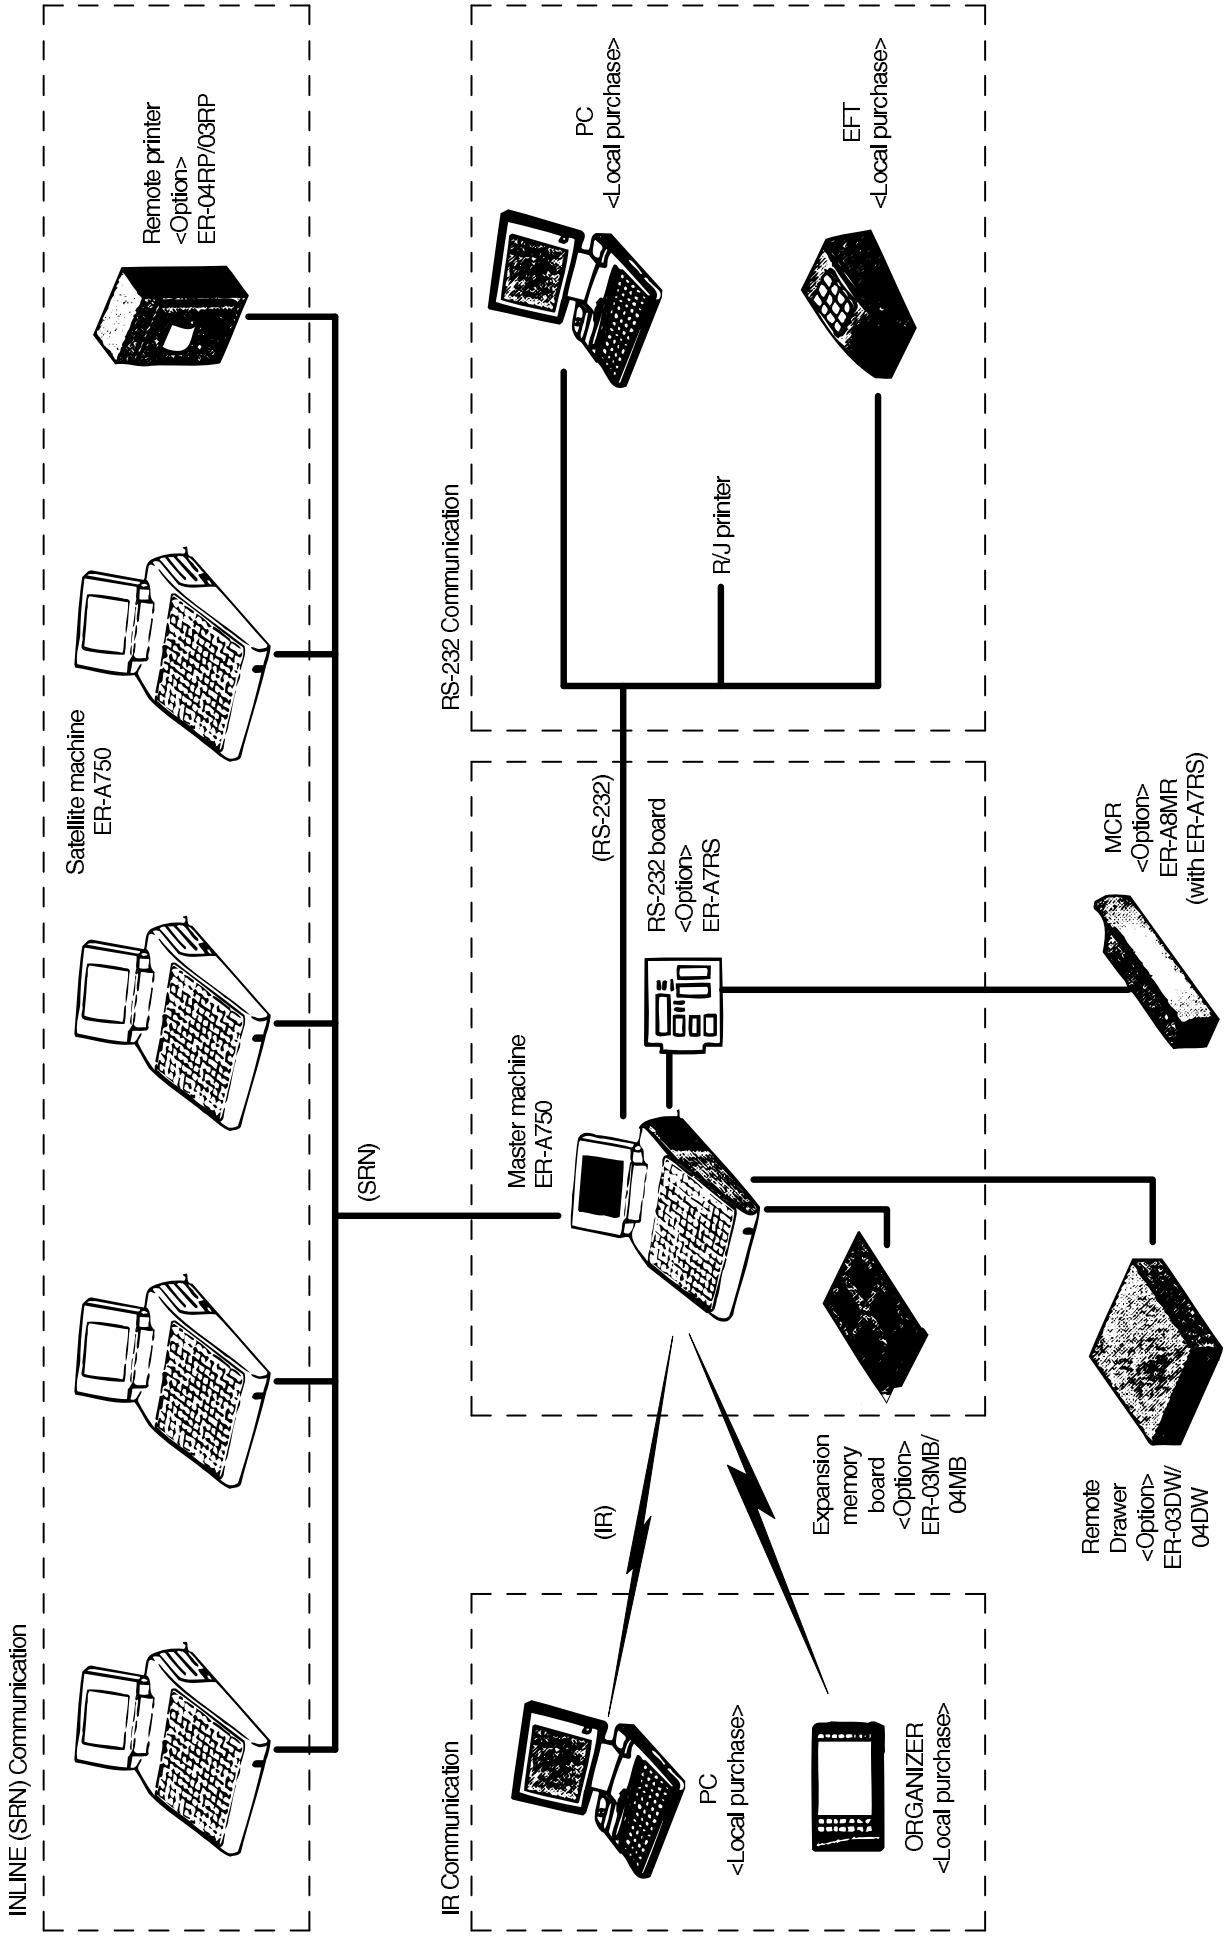 INLINE (SRN) Communication
Satellite machine
ER-A750
Remote printer
<Option>
ER-04RP/03RP
(SRN)
IR Communication
PC
<Local purchase>
ORGANIZER
<Local purchase>
(IR)
Master machine
ER-A750
(RS-232)
RS-232 board
<Option>
ER-A7RS
Expansion
memory
board
<Option>
ER-03MB/
04MB
Remote
Drawer
<Option>
ER-03DW/
04DW
MCR
<Option>
ER-A8MR
(with ER-A7RS)
RS-232 Communication
R/J printer
PC
<Local purchase>
EFT
<Local purchase>